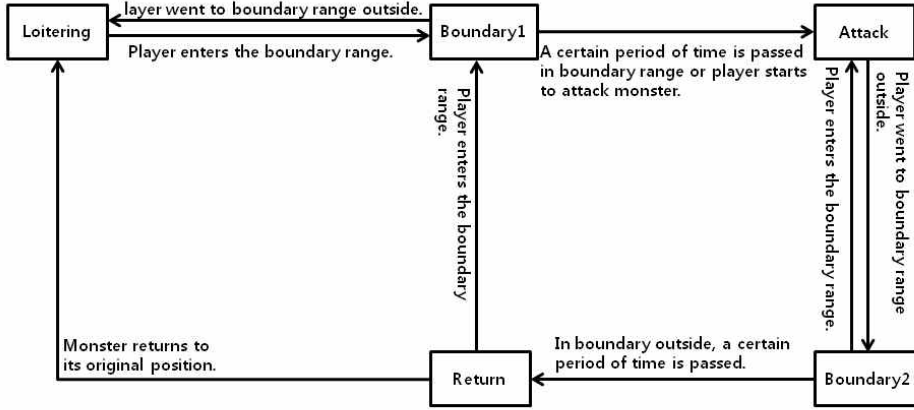 layer went to boundary range outside.
Loitering
Boundary1
Attack
Player enters the boundary range.
A certain period of time is passed
in boundary range or player starts
to attack monster.
Player enters the boundary
range.
Player enters the boundary range.
Player went to boundary range
outside.
Monster returns to
its original position.
In boundary outside, a certain
period of time is passed.
Return
Boundary2